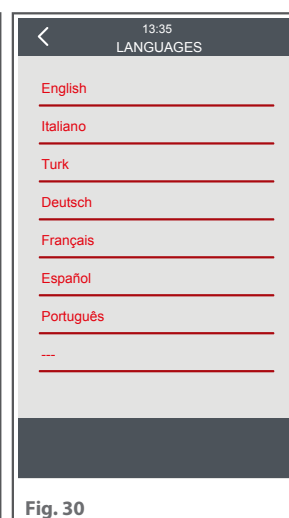 13:35
LANGUAGES
English
Italiano
Turk
Deutsch
Français
Español
Português
---
Fig. 30